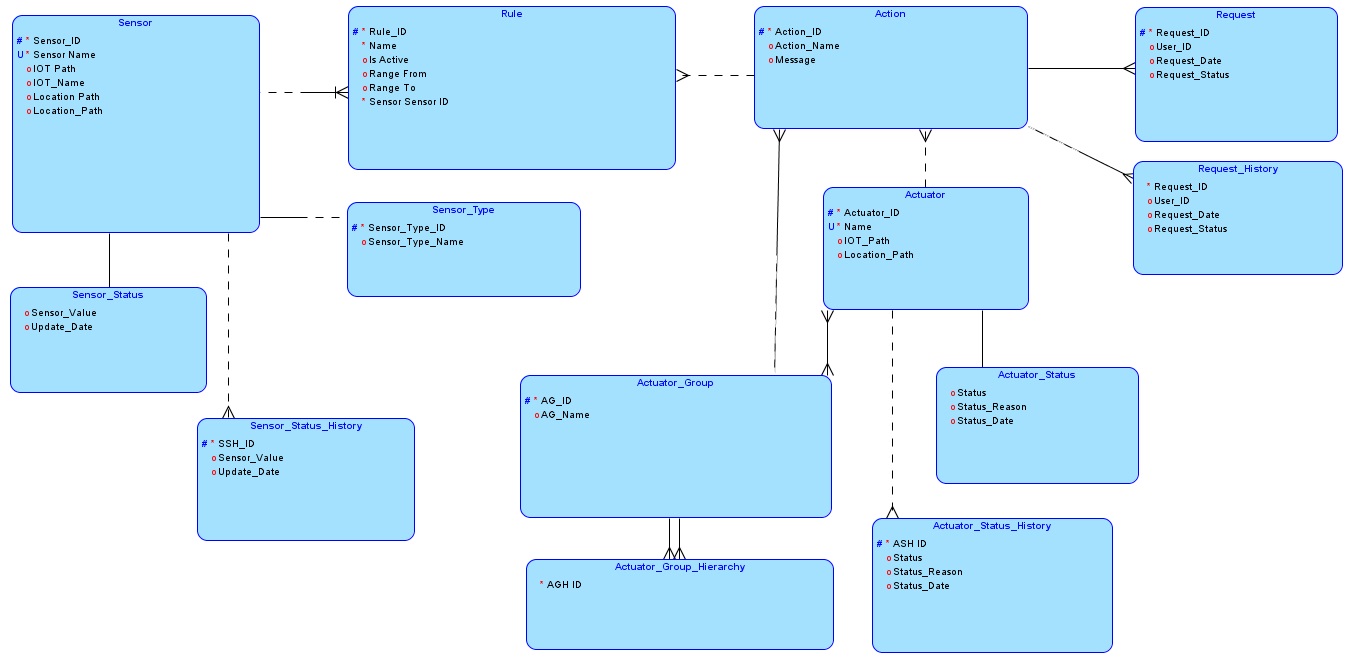 Sensor
# * Sensor_ID
U * Sensor Name
o IOT Path
o IOT_Name
o Location Path
o Location_Path
Rule
# * Rule_ID
* Name
o Is Active
o Range From
o Range To
* Sensor Sensor ID
Action
# * Action_ID
o Action_Name
o Message
Request
# * Request_ID
o User_ID
o Request_Date
o Request_Status
Request_History
* Request_ID
o User_ID
o Request_Date
o Request_Status
Sensor_Type
# * Sensor_Type_ID
o Sensor_Type_Name
Actuator
# * Actuator_ID
U * Name
o IOT_Path
o Location_Path
Sensor_Status
o Sensor_Value
o Update_Date
Actuator_Group
# * AG_ID
o AG_Name
Actuator_Status
o Status
o Status_Reason
o Status_Date
Sensor_Status_History
# * SSH_ID
o Sensor_Value
o Update_Date
Actuator_Group_Hierarchy
* AGH ID
Actuator_Status_History
# * ASH ID
o Status
o Status_Reason
o Status_Date